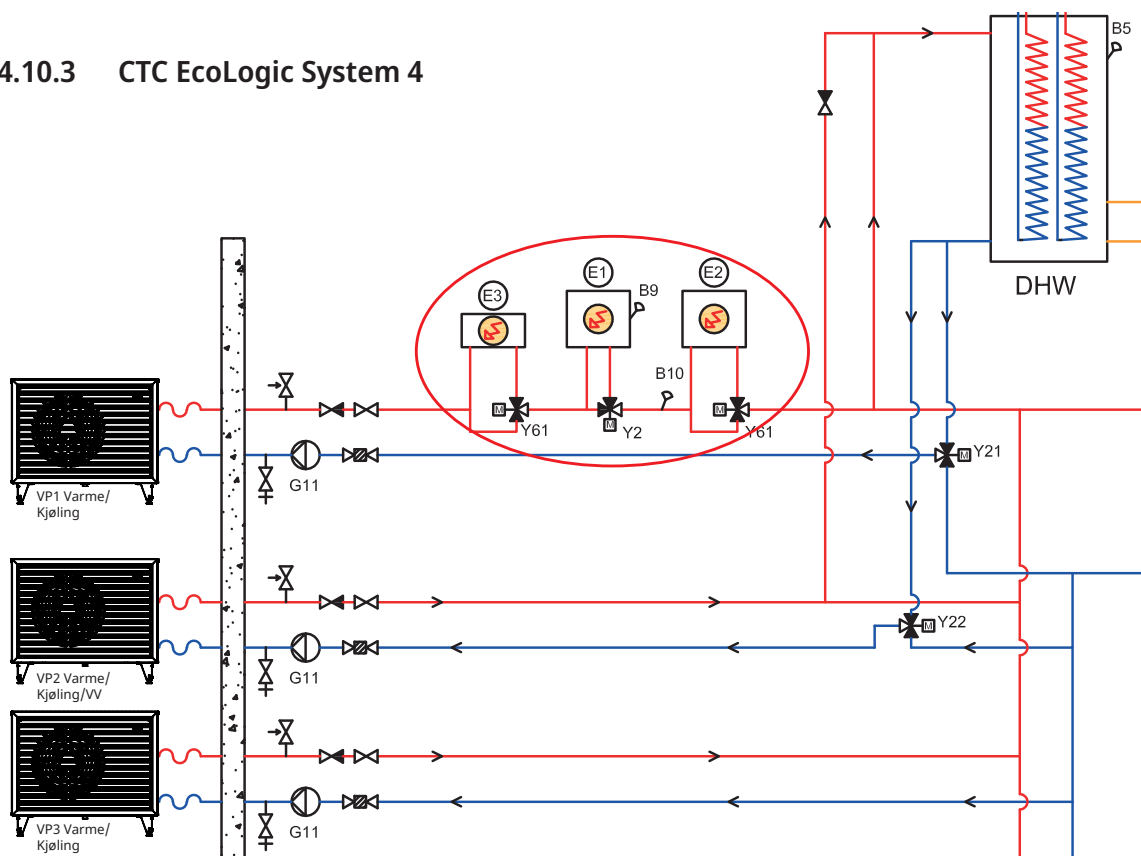 4.10.3 CTC EcoLogic System 4
B5
DHW
E3
E1
E2
B9
B10
M
Y61
M
Y2
M
Y61
VP1 Varme/
Kjøling
G11
M
Y21
VP2 Varme/
Kjøling/VV
G11
M
Y22
VP3 Varme/
Kjøling
G11